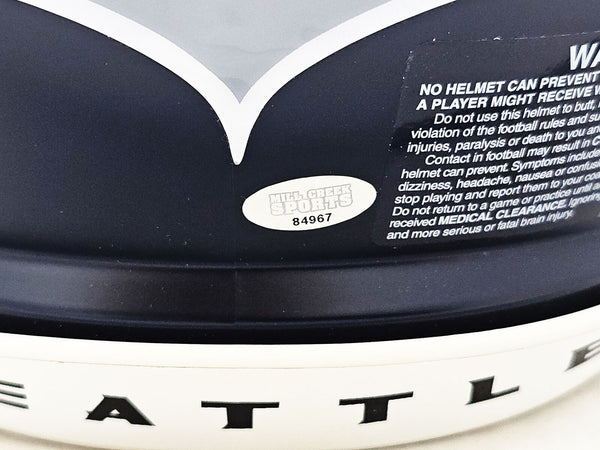 WA
NO HELMET CAN PREVENT
A PLAYER MIGHT RECEIVE
Do not use this helmet to butt,
violation of the football rules and
injuries, paralysis or death to you
Contact in football may result in
helmet can prevent. Symptoms include
dizziness, headache, nausea or
stop playing and report them to your
Do not return to a game or practice until
received MEDICAL CLEARANCE. Ignoring
and more serious or fatal brain injury.
MILL CREEK
SPORTS
84967
EATTLE